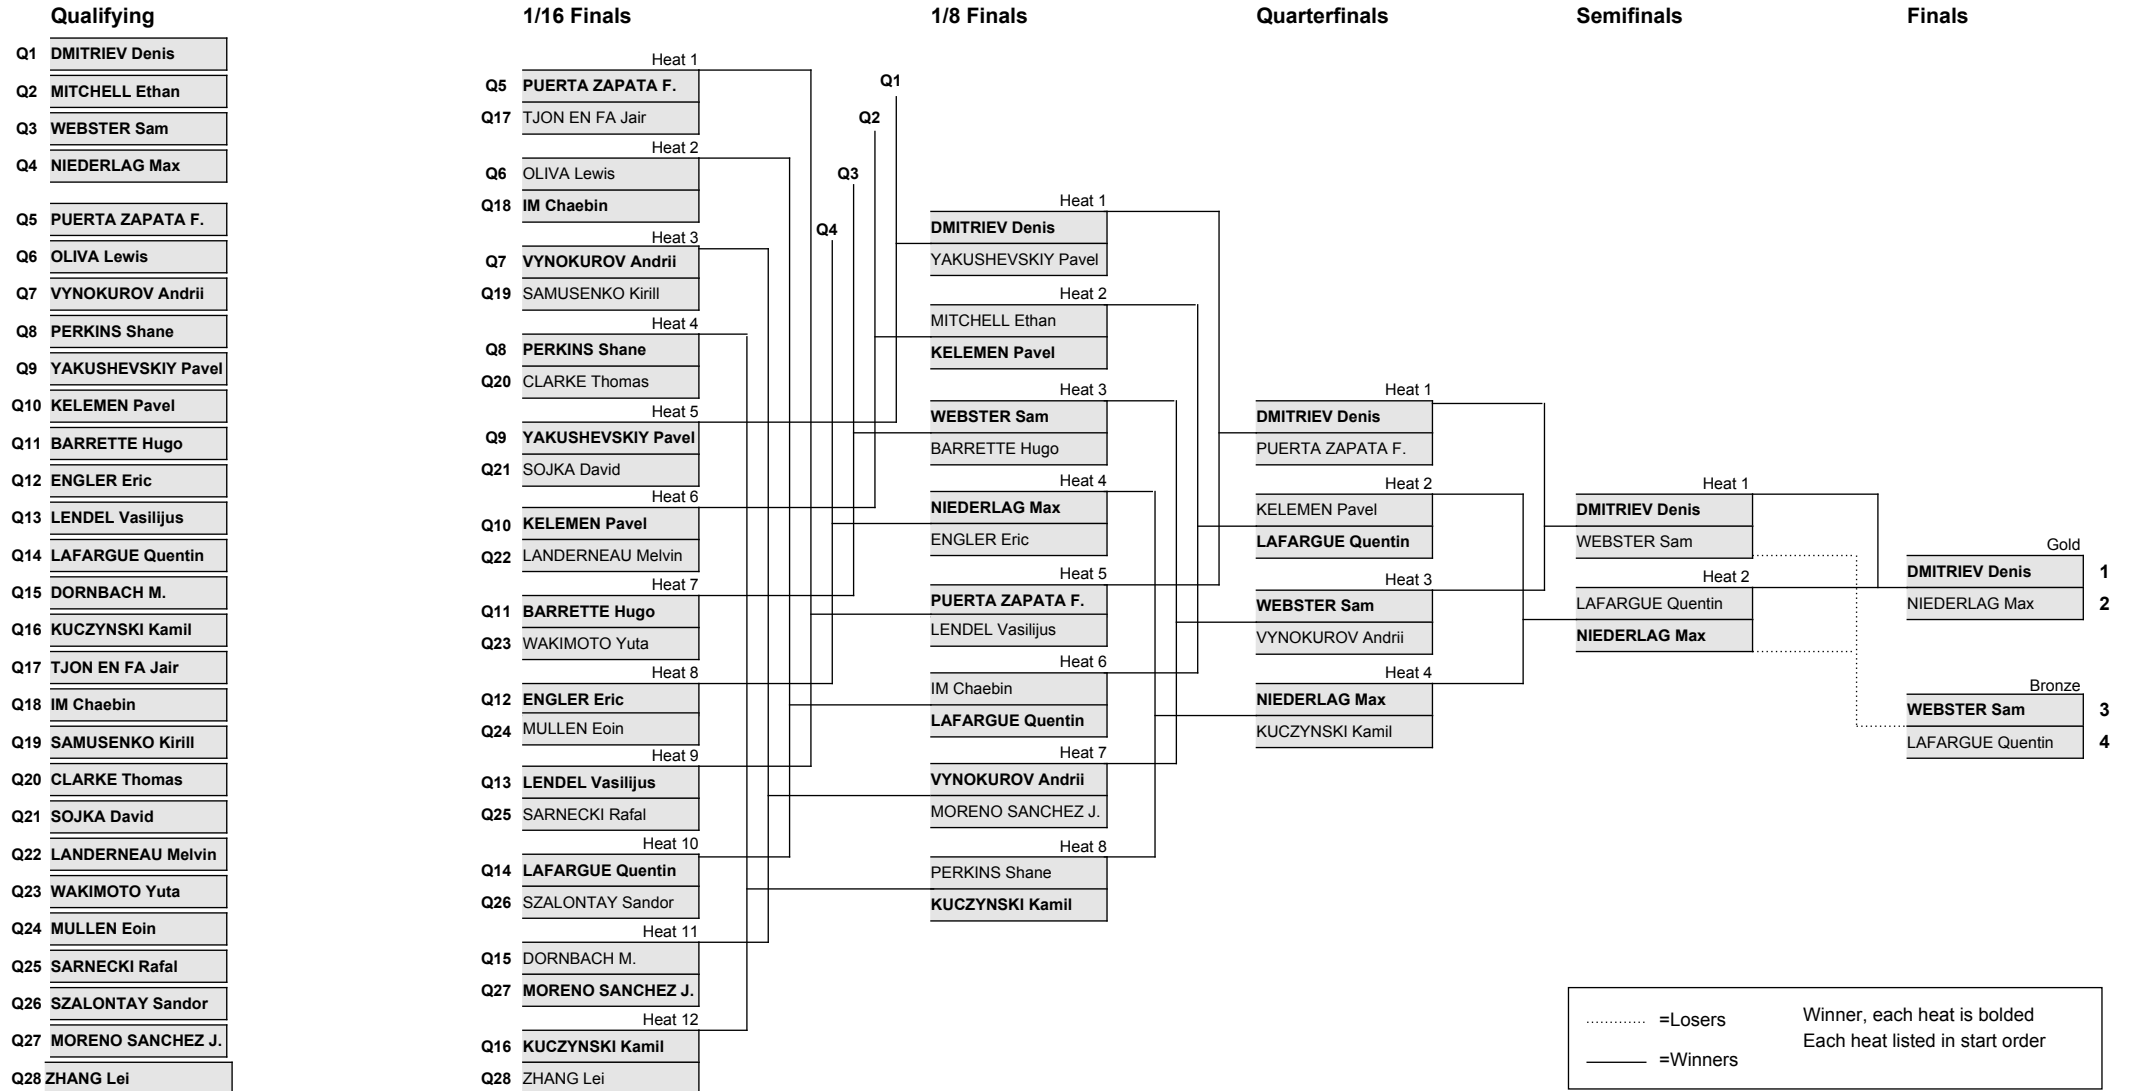 Qualifying
Q1 DMITRIEV Denis
Q2 MITCHELL Ethan
Q3 WEBSTER Sam
Q4 NIEDERLAG Max
Q5 PUERTA ZAPATA F.
Q6 OLIVA Lewis
Q7 VYNOKUROV Andrii
Q8 PERKINS Shane
Q9 YAKUSHEVSKIY Pavel
Q10 KELEMEN Pavel
Q11 BARRETTE Hugo
Q12 ENGLER Eric
Q13 LENDEL Vasilijus
Q14 LAFARGUE Quentin
Q15 DORNBACH M.
Q16 KUCZYNSKI Kamil
Q17 TJON EN FA Jair
Q18 IM Chaebin
Q19 SAMUSENKO Kirill
Q20 CLARKE Thomas
Q21 SOJKA David
Q22 LANDERNEAU Melvin
Q23 WAKIMOTO Yuta
Q24 MULLEN Eoin
Q25 SARNECKI Rafal
Q26 SZALONTAY Sandor
Q27 MORENO SANCHEZ J.
Q28 ZHANG Lei
1/16 Finals
Heat 1
Q5 PUERTA ZAPATA F.
Q17 TJON EN FA Jair
Heat 2
Q6 OLIVA Lewis
Q18 IM Chaebin
Heat 3
Q7 VYNOKUROV Andrii
Q19 SAMUSENKO Kirill
Heat 4
Q8 PERKINS Shane
Q20 CLARKE Thomas
Heat 5
Q9 YAKUSHEVSKIY Pavel
Q21 SOJKA David
Heat 6
Q10 KELEMEN Pavel
Q22 LANDERNEAU Melvin
Heat 7
Q11 BARRETTE Hugo
Q23 WAKIMOTO Yuta
Heat 8
Q12 ENGLER Eric
Q24 MULLEN Eoin
Heat 9
Q13 LENDEL Vasilijus
Q25 SARNECKI Rafal
Heat 10
Q14 LAFARGUE Quentin
Q26 SZALONTAY Sandor
Heat 11
Q15 DORNBACH M.
Q27 MORENO SANCHEZ J.
Heat 12
Q16 KUCZYNSKI Kamil
Q28 ZHANG Lei
1/8 Finals
Q1
Q2
Q3
Q4
Heat 1
DMITRIEV Denis
YAKUSHEVSKIY Pavel
Heat 2
MITCHELL Ethan
KELEMEN Pavel
Heat 3
WEBSTER Sam
BARRETTE Hugo
Heat 4
NIEDERLAG Max
ENGLER Eric
Heat 5
PUERTA ZAPATA F.
LENDEL Vasilijus
Heat 6
IM Chaebin
LAFARGUE Quentin
Heat 7
VYNOKUROV Andrii
MORENO SANCHEZ J.
Heat 8
PERKINS Shane
KUCZYNSKI Kamil
Quarterfinals
Heat 1
DMITRIEV Denis
PUERTA ZAPATA F.
Heat 2
KELEMEN Pavel
LAFARGUE Quentin
Heat 3
WEBSTER Sam
VYNOKUROV Andrii
Heat 4
NIEDERLAG Max
KUCZYNSKI Kamil
Semifinals
Heat 1
DMITRIEV Denis
WEBSTER Sam
Heat 2
LAFARGUE Quentin
NIEDERLAG Max
Finals
Gold
DMITRIEV Denis 1
NIEDERLAG Max 2
Bronze
WEBSTER Sam 3
LAFARGUE Quentin 4
=Losers
=Winners
Winner, each heat is bolded
Each heat listed in start order